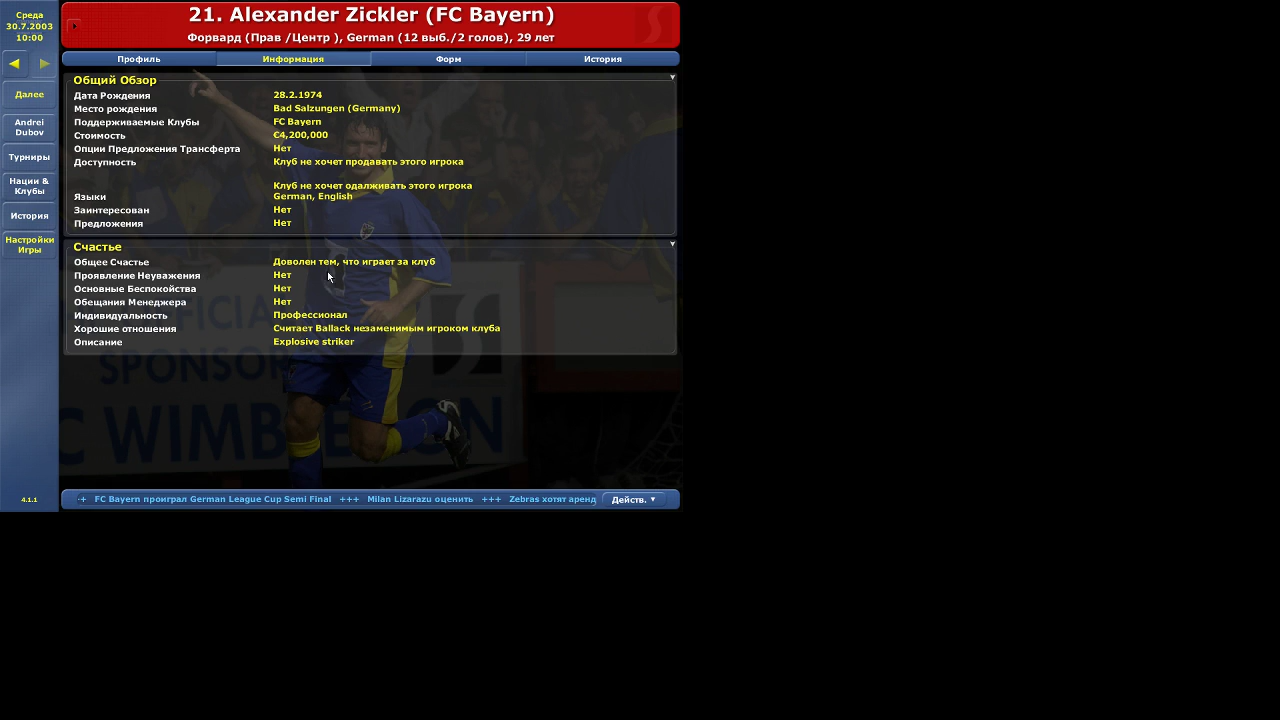 Среда
30.7.2003
10:00
Далее
Andrei
Dubov
Турниры
Нации &
Клубы
История
Настройки
Игры
4.1.1
21. Alexander Zickler (FC Bayern)
Форвард (Прав /Центр ), German (12 выб./2 голов), 29 лет
Профиль
Информация
Форм
История
Общий Обзор
Дата Рождения 28.2.1974
Место рождения Bad Salzungen (Germany)
Поддерживаемые Клубы FC Bayern
Стоимость €4,200,000
Опции Предложения Трансферта Нет
Доступность Клуб не хочет продавать этого игрока
Клуб не хочет одалживать этого игрока
Языки German, English
Заинтересован Нет
Предложения Нет
Счастье
Общее Счастье Доволен тем, что играет за клуб
Проявление Неуважения Нет
Основные Беспокойства Нет
Обещания Менеджера Нет
Индивидуальность Профессионал
Хорошие отношения Считает Ballack незаменимым игроком клуба
Описание Explosive striker
OFFICIAL
SPONSOR
C WIMBLEDON
·+ FC Bayern проиграл German League Cup Semi Final +++ Milan Lizarazu оценить +++ Zebras хотят аренд
Действ.